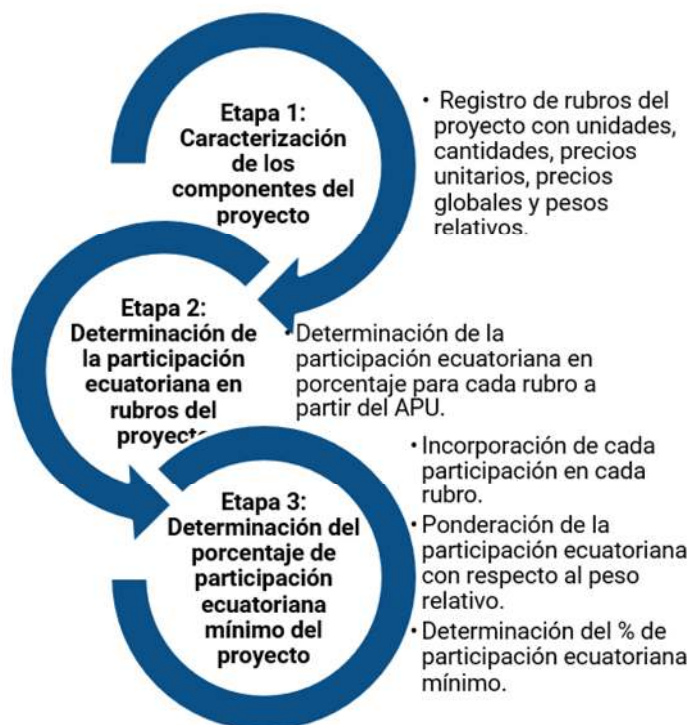 Etapa 1:
Caracterización
de los
componentes del
proyecto
• Registro de rubros del
proyecto con unidades,
cantidades, precios
unitarios, precios
globales y pesos
relativos.
Etapa 2:
Determinación de
la participación
ecuatoriana en
rubros del
proyecto
• Determinación de la
participación ecuatoriana en
porcentaje para cada rubro a
partir del APU.
Etapa 3:
Determinación del
porcentaje de
participación
ecuatoriana
mínimo del
proyecto
• Incorporación de cada
participación en cada
rubro.
• Ponderación de la
participación ecuatoriana
con respecto al peso
relativo.
• Determinación del % de
participación ecuatoriana
mínimo.